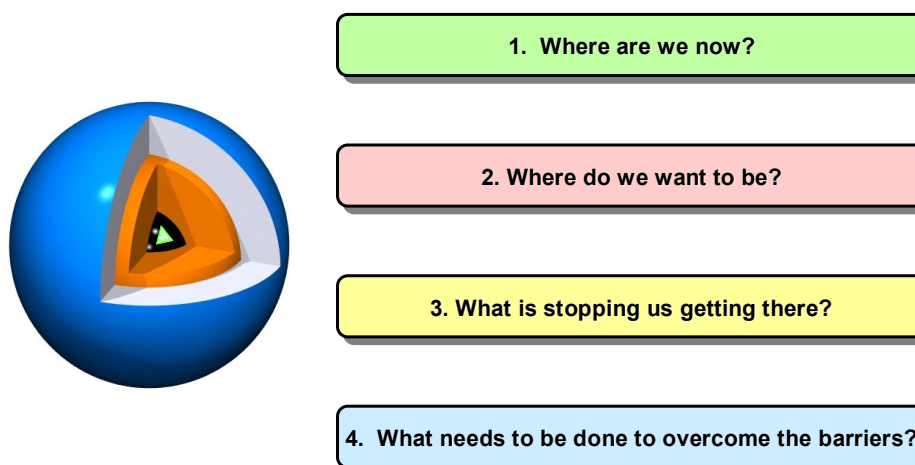 1. Where are we now?
2. Where do we want to be?
3. What is stopping us getting there?
4. What needs to be done to overcome the barriers?